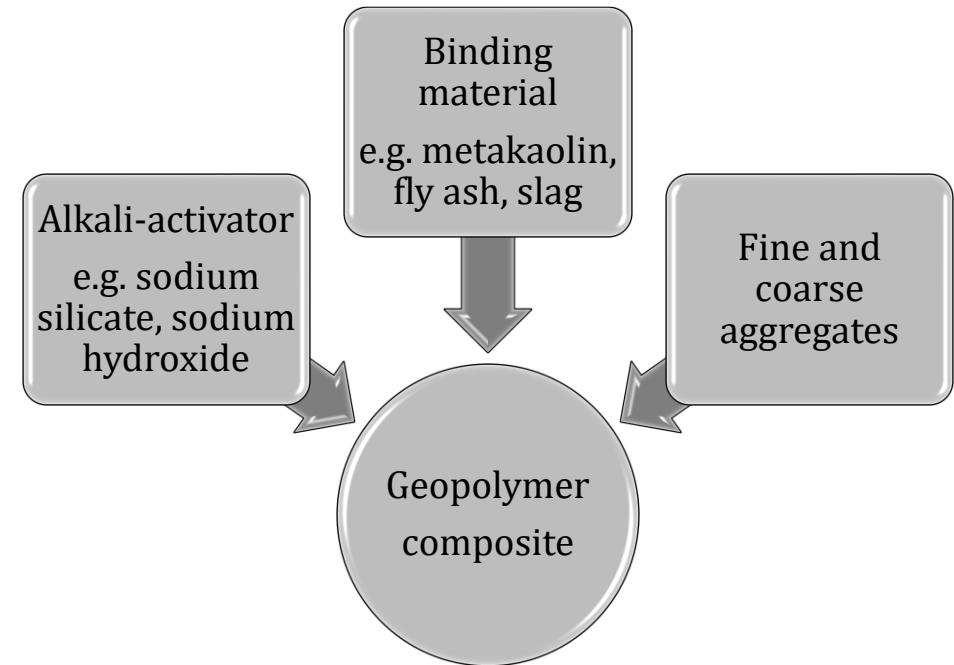 Binding
material
e.g. metakaolin,
fly ash, slag
Alkali-activator
e.g. sodium
silicate, sodium
hydroxide
Fine and
coarse
aggregates
Geopolymer
composite